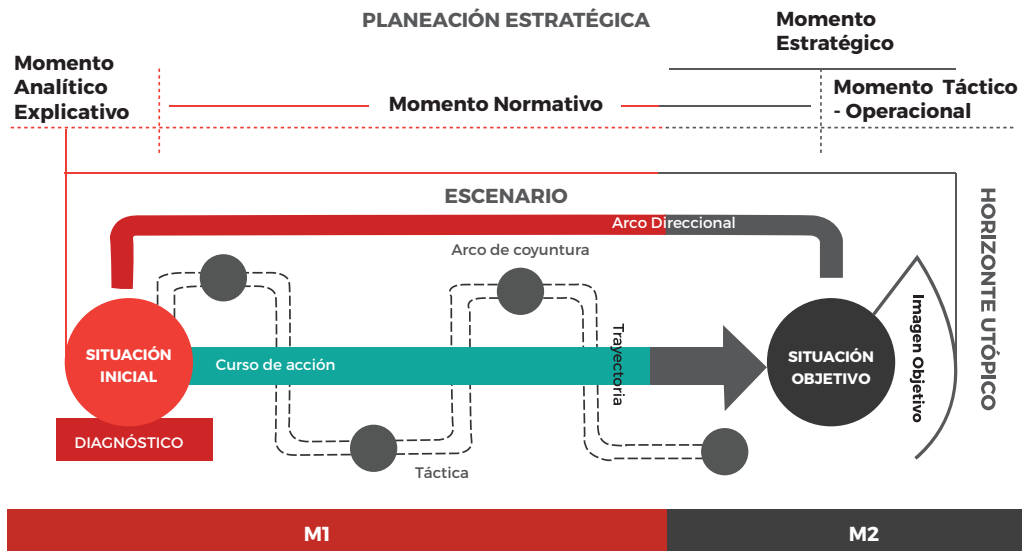 PLANEACIÓN ESTRATÉGICA
Momento
Estratégico
Momento
Analítico
Explicativo
Momento Normativo
Momento Táctico
- Operacional
ESCENARIO
Arco Direccional
Arco de coyuntura
HORIZONTE UTÓPICO
Imagen Objetivo
Trayectoria
SITUACIÓN
INICIAL
Curso de acción
SITUACIÓN
OBJETIVO
DIAGNÓSTICO
Táctica
M1
M2